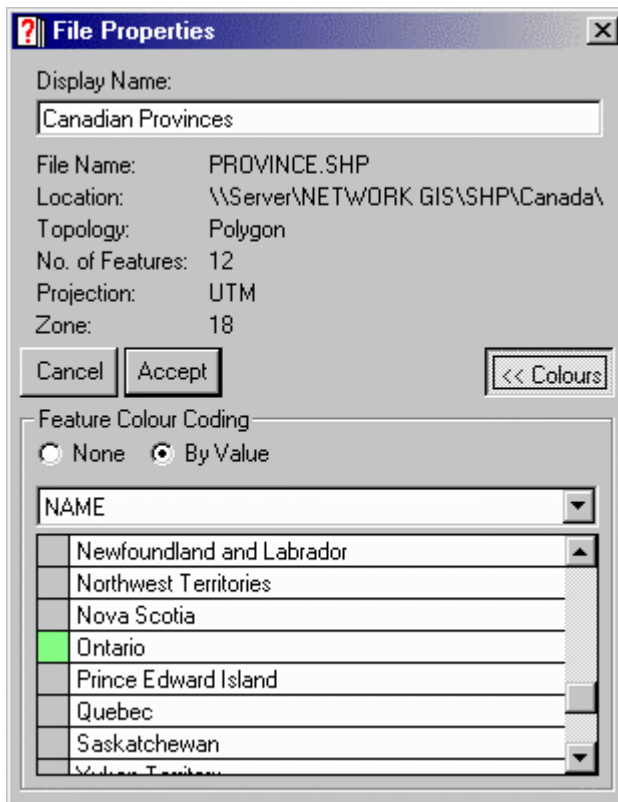 File Properties
Display Name:
Canadian Provinces
File Name: PROVINCE.SHP
Location: \\Server\NETWORK GIS\SHP\Canada\
Topology: Polygon
No. of Features: 12
Projection: UTM
Zone: 18
Cancel Accept << Colours
Feature Colour Coding
None By Value
NAME
Newfoundland and Labrador
Northwest Territories
Nova Scotia
Ontario
Prince Edward Island
Quebec
Saskatchewan
Yukon Territory